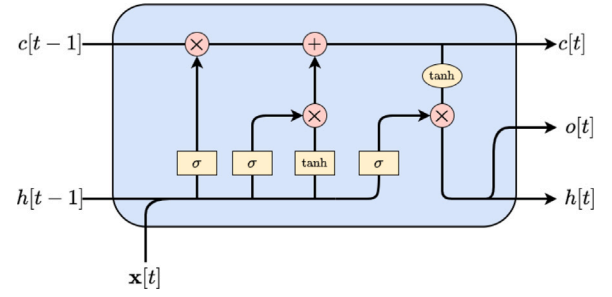 c[t−1] × + c[t]
tanh
× × o[t]
σ σ tanh σ
h[t−1] h[t]
x[t]